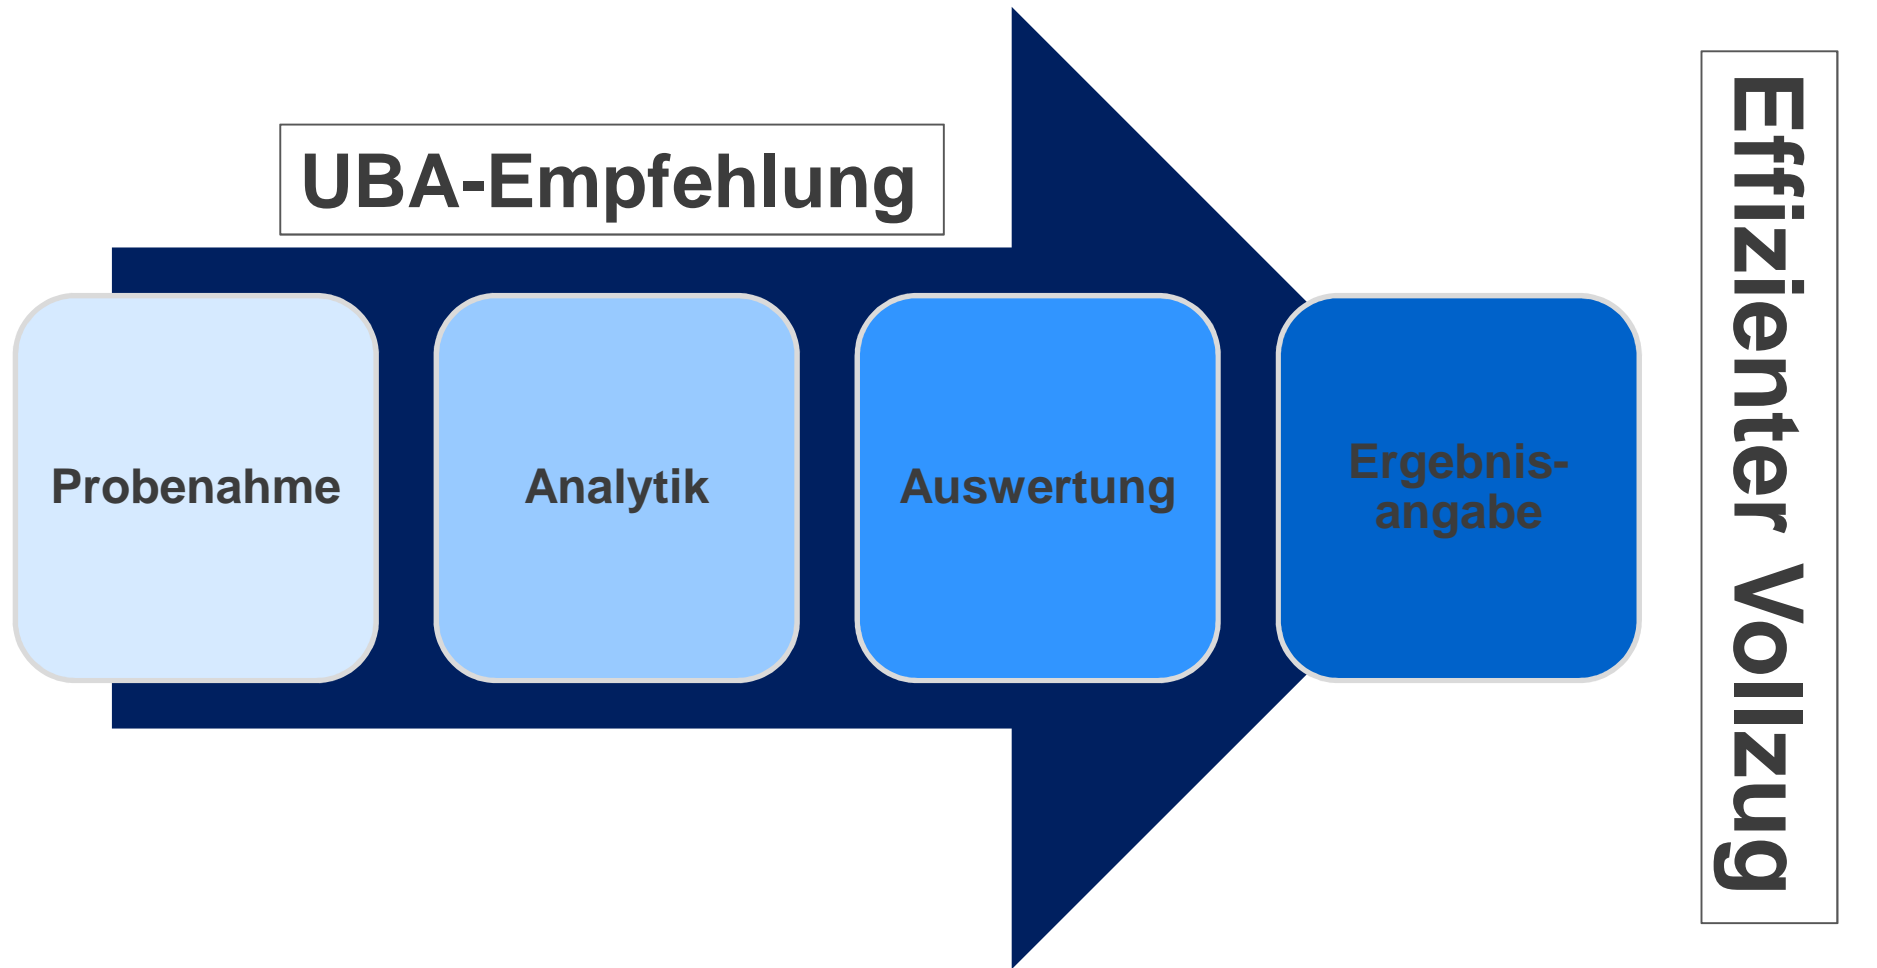 UBA-Empfehlung
Probenahme
Analytik
Auswertung
Ergebnis-
angabe
Effizienter Vollzug